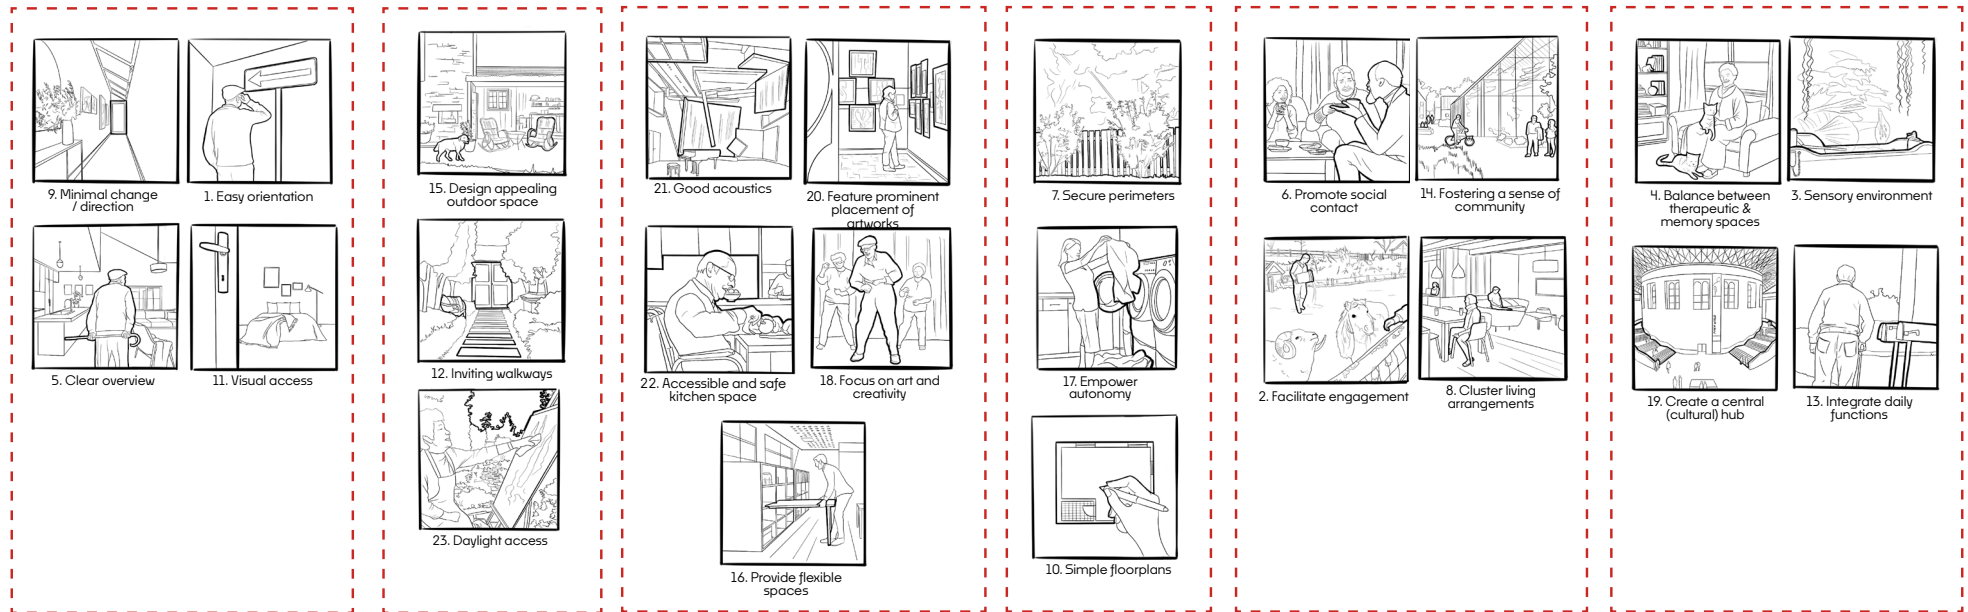 9. Minimal change
/ direction
1. Easy orientation
5. Clear overview
11. Visual access
15. Design appealing
outdoor space
12. Inviting walkways
23. Daylight access
21. Good acoustics
20. Feature prominent
placement of
artworks
22. Accessible and safe
kitchen space
18. Focus on art and
creativity
16. Provide flexible
spaces
7. Secure perimeters
17. Empower
autonomy
10. Simple floorplans
6. Promote social
contact
14. Fostering a sense of
community
2. Facilitate engagement
8. Cluster living
arrangements
4. Balance between
therapeutic &
memory spaces
3. Sensory environment
19. Create a central
(cultural) hub
13. Integrate daily
functions